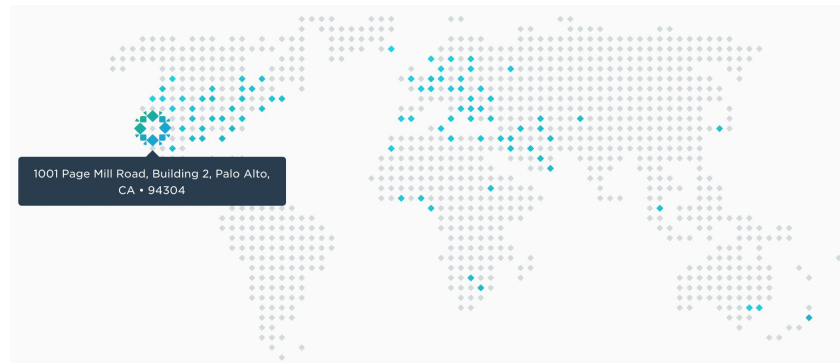 1001 Page Mill Road, Building 2, Palo Alto,
CA • 94304